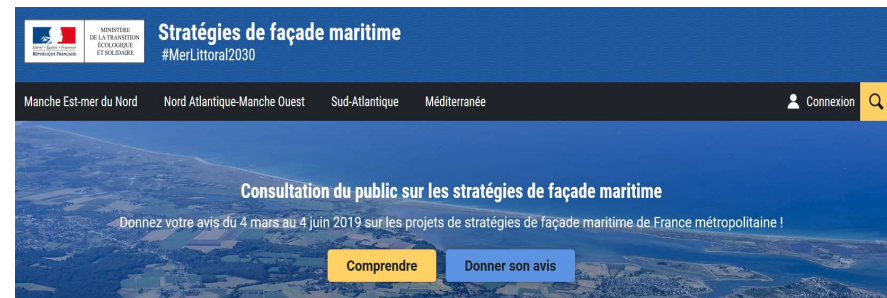 Liberté • Égalité • Fraternité
RÉPUBLIQUE FRANÇAISE
MINISTÈRE
DE LA TRANSITION
ÉCOLOGIQUE
ET SOLIDAIRE
Stratégies de façade maritime
#MerLittoral2030
Manche Est-mer du Nord Nord Atlantique-Manche Ouest Sud-Atlantique Méditerranée Connexion
Consultation du public sur les stratégies de façade maritime
Donnez votre avis du 4 mars au 4 juin 2019 sur les projets de stratégies de façade maritime de France métropolitaine !
Comprendre Donner son avis